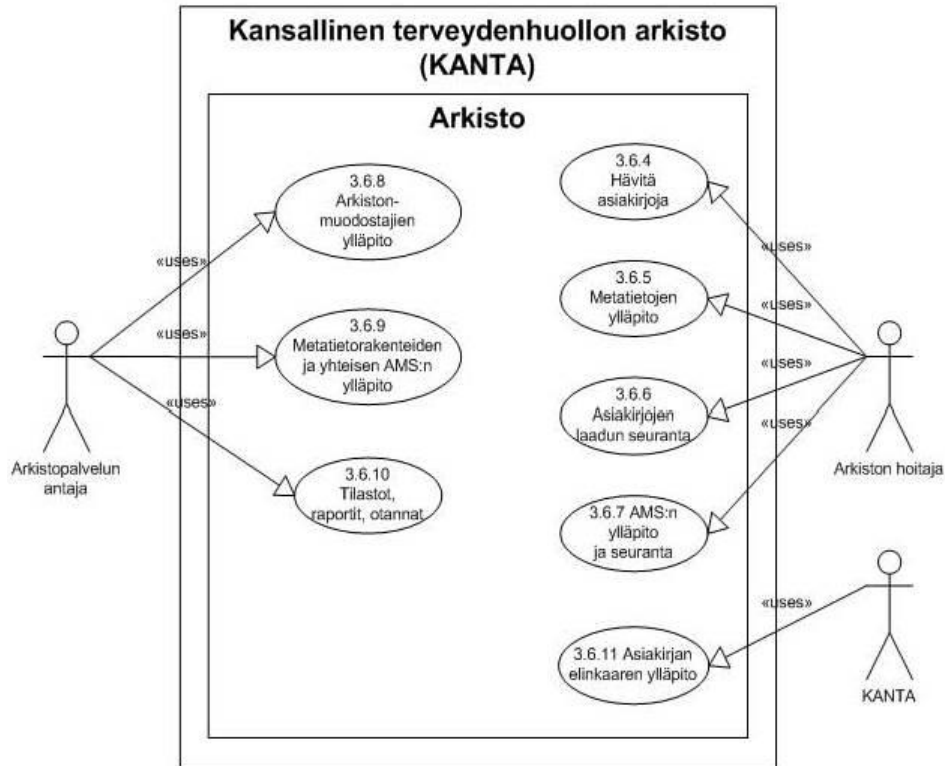 Kansallinen terveydenhuollon arkisto
(KANTA)
Arkisto
3.6.8
Arkiston-
muodostajien
ylläpito
3.6.9
Metatietorakenteiden
ja yhteisen AMS:n
ylläpito
3.6.10
Tilastot,
raportit, otannat
3.6.4
Hävitä
asiakirjoja
3.6.5
Metatietojen
ylläpito
3.6.6
Asiakirjojen
laadun seuranta
3.6.7 AMS:n
ylläpito
ja seuranta
3.6.11 Asiakirjan
elinkaaren ylläpito
«uses»
«uses»
«uses»
«uses»
«uses»
«uses»
«uses»
«uses»
Arkistopalvelun
antaja
Arkiston hoitaja
KANTA